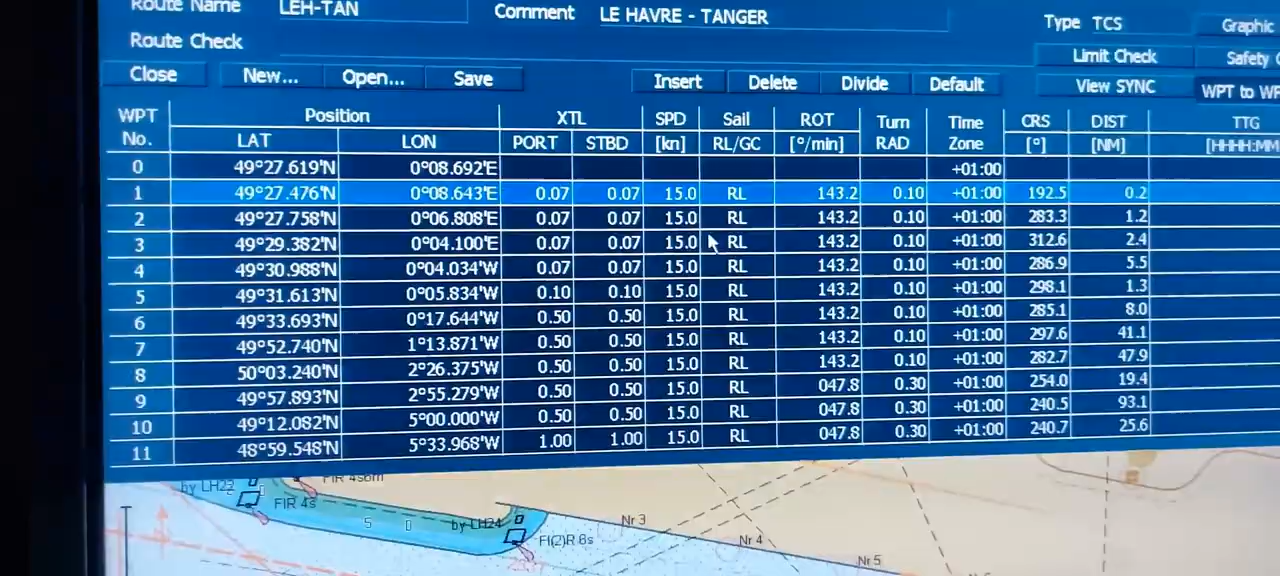 Route Name LEH-TAN Comment LE HAVRE - TANGER Type TCS Graphic
Route Check Limit Check Safety
Close New... Open... Save Insert Delete Divide Default View SYNC WPT to
WPT No. Position LAT LON XTL PORT STBD SPD [kn] Sail RL/GC ROT [°/min] Turn RAD Time Zone CRS [°] DIST [NM] TTG [HHHH:MM
0 49°27.619'N 0°08.692'E +01:00
1 49°27.476'N 0°08.643'E 0.07 0.07 15.0 RL 143.2 0.10 +01:00 192.5 0.2
2 49°27.758'N 0°06.808'E 0.07 0.07 15.0 RL 143.2 0.10 +01:00 283.3 1.2
3 49°29.382'N 0°04.100'E 0.07 0.07 15.0 RL 143.2 0.10 +01:00 312.6 2.4
4 49°30.988'N 0°04.034'W 0.07 0.07 15.0 RL 143.2 0.10 +01:00 286.9 5.5
5 49°31.613'N 0°05.834'W 0.10 0.10 15.0 RL 143.2 0.10 +01:00 298.1 1.3
6 49°33.693'N 0°17.644'W 0.50 0.50 15.0 RL 143.2 0.10 +01:00 285.1 8.0
7 49°52.740'N 1°13.871'W 0.50 0.50 15.0 RL 143.2 0.10 +01:00 297.6 41.1
8 50°03.240'N 2°26.375'W 0.50 0.50 15.0 RL 143.2 0.10 +01:00 282.7 47.9
9 49°57.893'N 2°55.279'W 0.50 0.50 15.0 RL 047.8 0.30 +01:00 254.0 19.4
10 49°12.082'N 5°00.000'W 0.50 0.50 15.0 RL 047.8 0.30 +01:00 240.5 93.1
11 48°59.548'N 5°33.968'W 1.00 1.00 15.0 RL 047.8 0.30 +01:00 240.7 25.6
by LH22
FlR 4s
5
by LH24
Fl(2)R 6s
Nr 3
Nr 4
Nr 5